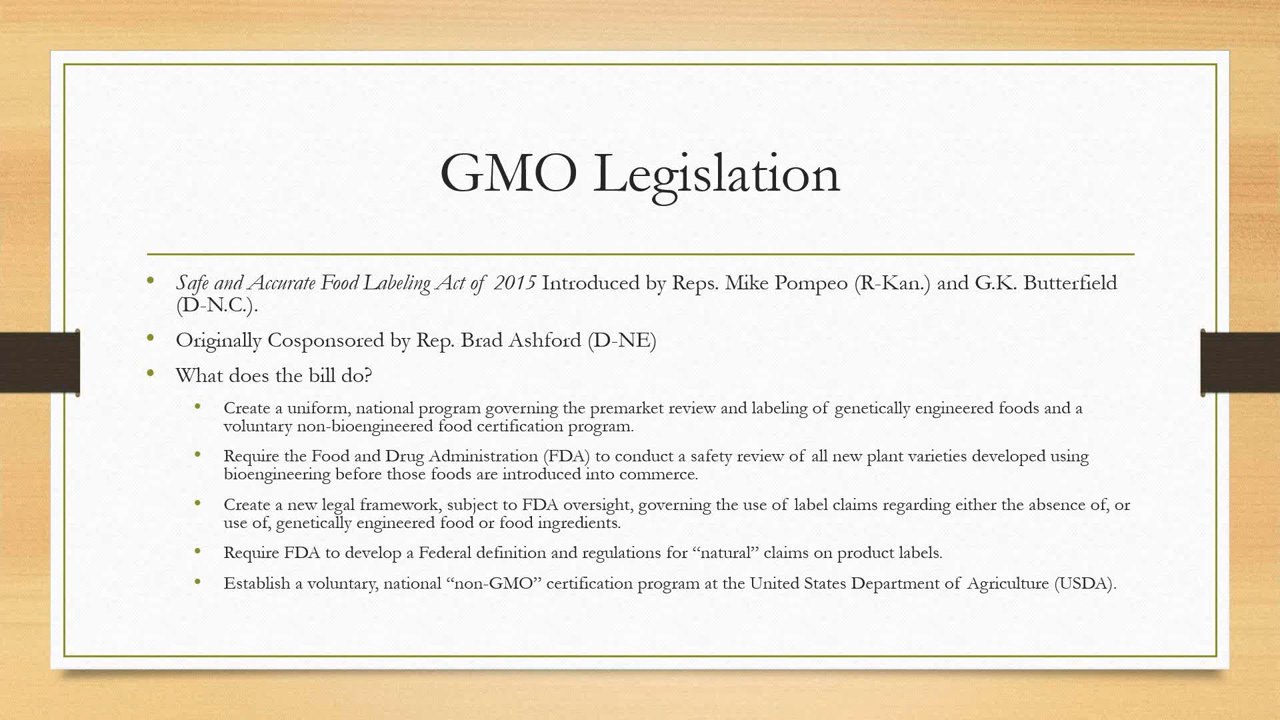 GMO Legislation
• Safe and Accurate Food Labeling Act of 2015 Introduced by Reps. Mike Pompeo (R-Kan.) and G.K. Butterfield
(D-N.C.).
• Originally Cosponsored by Rep. Brad Ashford (D-NE)
• What does the bill do?
• Create a uniform, national program governing the premarket review and labeling of genetically engineered foods and a
voluntary non-bioengineered food certification program.
• Require the Food and Drug Administration (FDA) to conduct a safety review of all new plant varieties developed using
bioengineering before those foods are introduced into commerce.
• Create a new legal framework, subject to FDA oversight, governing the use of label claims regarding either the absence of, or
use of, genetically engineered food or food ingredients.
• Require FDA to develop a Federal definition and regulations for “natural” claims on product labels.
• Establish a voluntary, national “non-GMO” certification program at the United States Department of Agriculture (USDA).